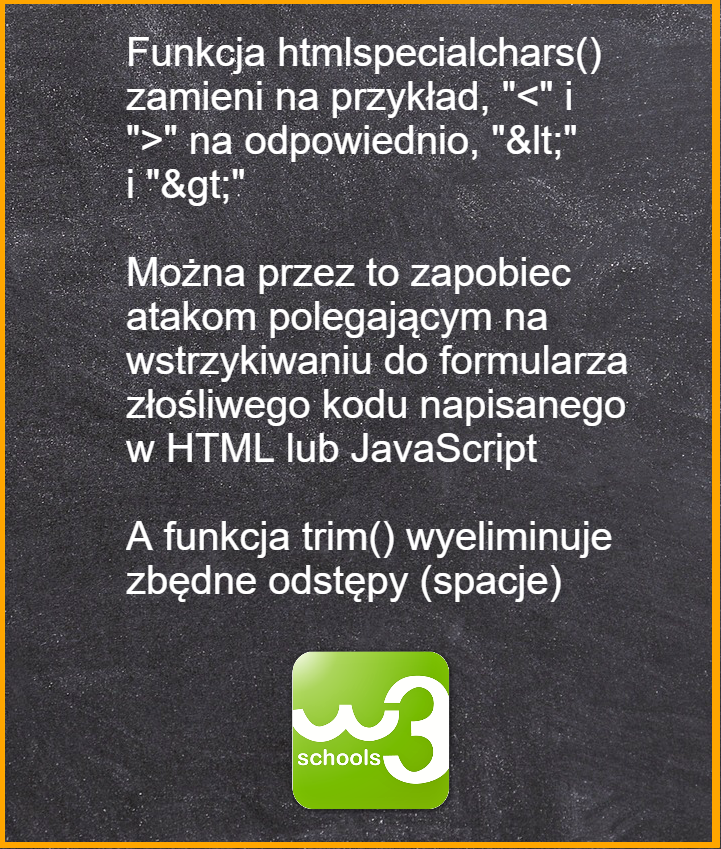 Funkcja htmlspecialchars()
zamieni na przykład, "<" i
">" na odpowiednio, "&lt;"
i "&gt;"
Można przez to zapobiec
atakom polegającym na
wstrzykiwaniu do formularza
złośliwego kodu napisanego
w HTML lub JavaScript
A funkcja trim() wyeliminuje
zbędne odstępy (spacje)
w3
schools